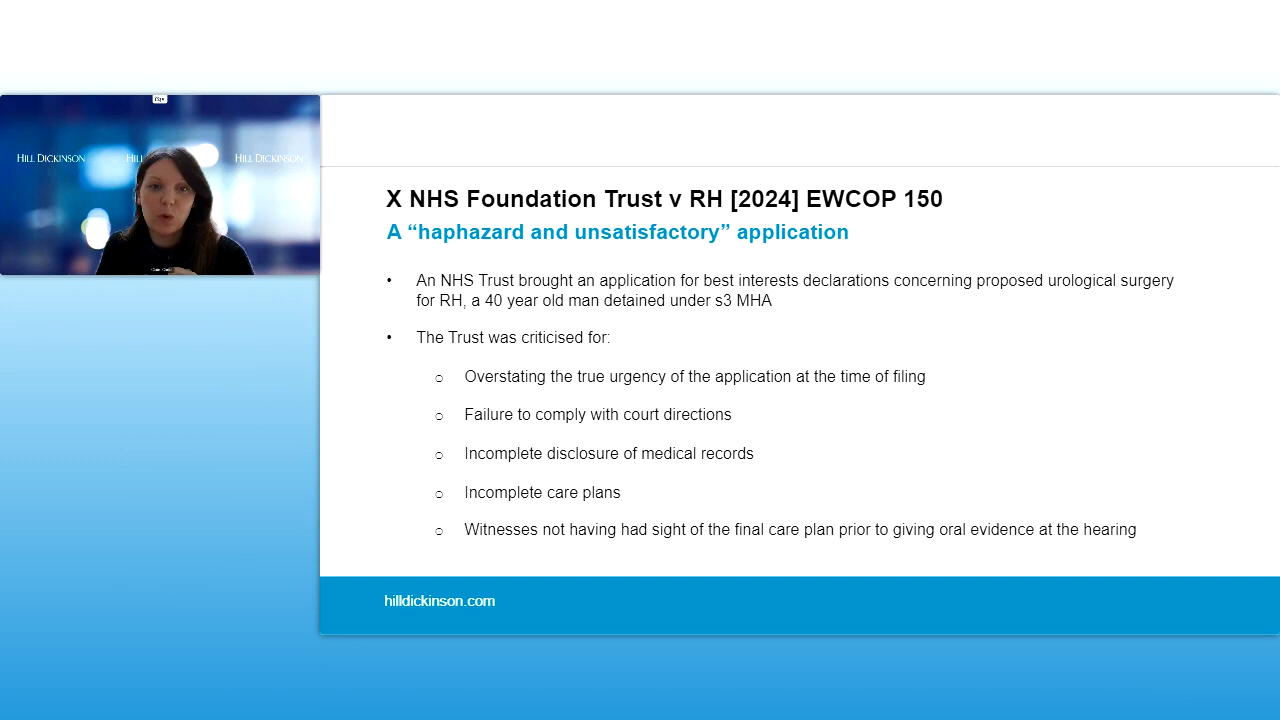 HILL DICKINSON
HILL
HILL DICKINSON
X NHS Foundation Trust v RH [2024] EWCOP 150
A “haphazard and unsatisfactory” application
• An NHS Trust brought an application for best interests declarations concerning proposed urological surgery
for RH, a 40 year old man detained under s3 MHA
• The Trust was criticised for:
o Overstating the true urgency of the application at the time of filing
o Failure to comply with court directions
o Incomplete disclosure of medical records
o Incomplete care plans
o Witnesses not having had sight of the final care plan prior to giving oral evidence at the hearing
hilldickinson.com